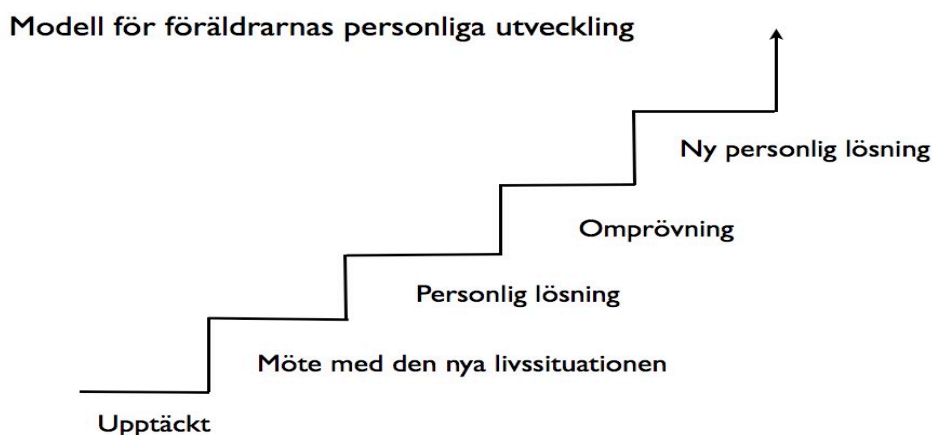 Modell för föräldrarnas personliga utveckling
Ny personlig lösning
Omprövning
Personlig lösning
Möte med den nya livssituationen
Upptäckt